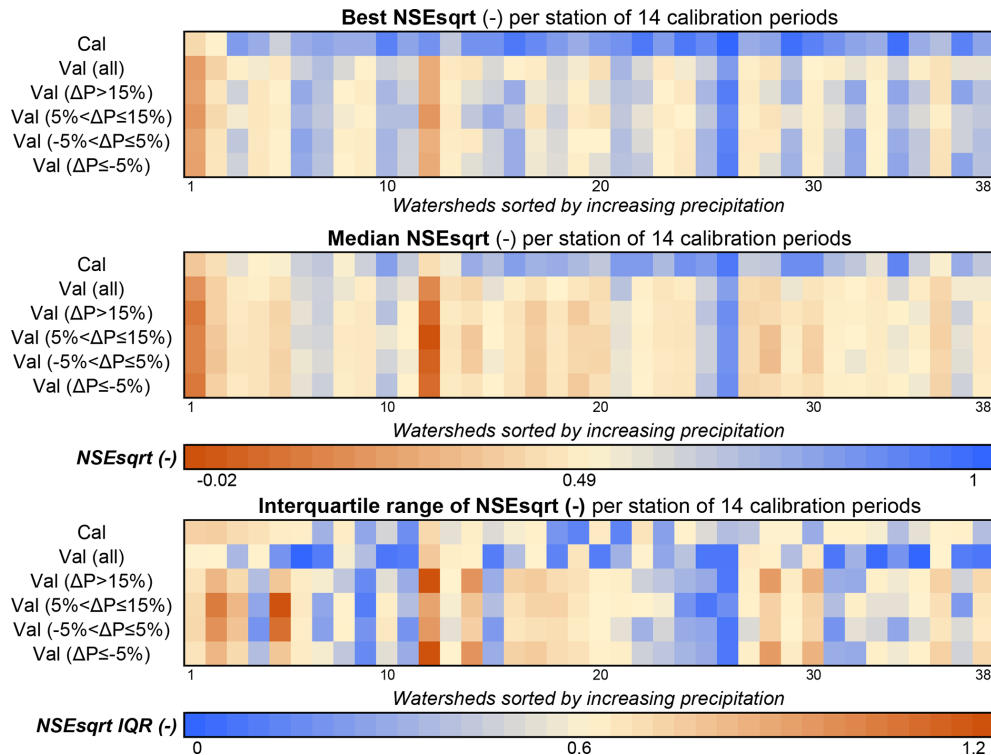 Best NSEsqrt (-) per station of 14 calibration periods
Cal
Val (all)
Val (ΔP>15%)
Val (5%<ΔP≤15%)
Val (-5%<ΔP≤5%)
Val (ΔP≤-5%)
1 10 20 30 38
Watersheds sorted by increasing precipitation
Median NSEsqrt (-) per station of 14 calibration periods
Cal
Val (all)
Val (ΔP>15%)
Val (5%<ΔP≤15%)
Val (-5%<ΔP≤5%)
Val (ΔP≤-5%)
1 10 20 30 38
Watersheds sorted by increasing precipitation
NSEsqrt (-)
-0.02 0.49 1
Interquartile range of NSEsqrt (-) per station of 14 calibration periods
Cal
Val (all)
Val (ΔP>15%)
Val (5%<ΔP≤15%)
Val (-5%<ΔP≤5%)
Val (ΔP≤-5%)
1 10 20 30 38
Watersheds sorted by increasing precipitation
NSEsqrt IQR (-)
0 0.6 1.2